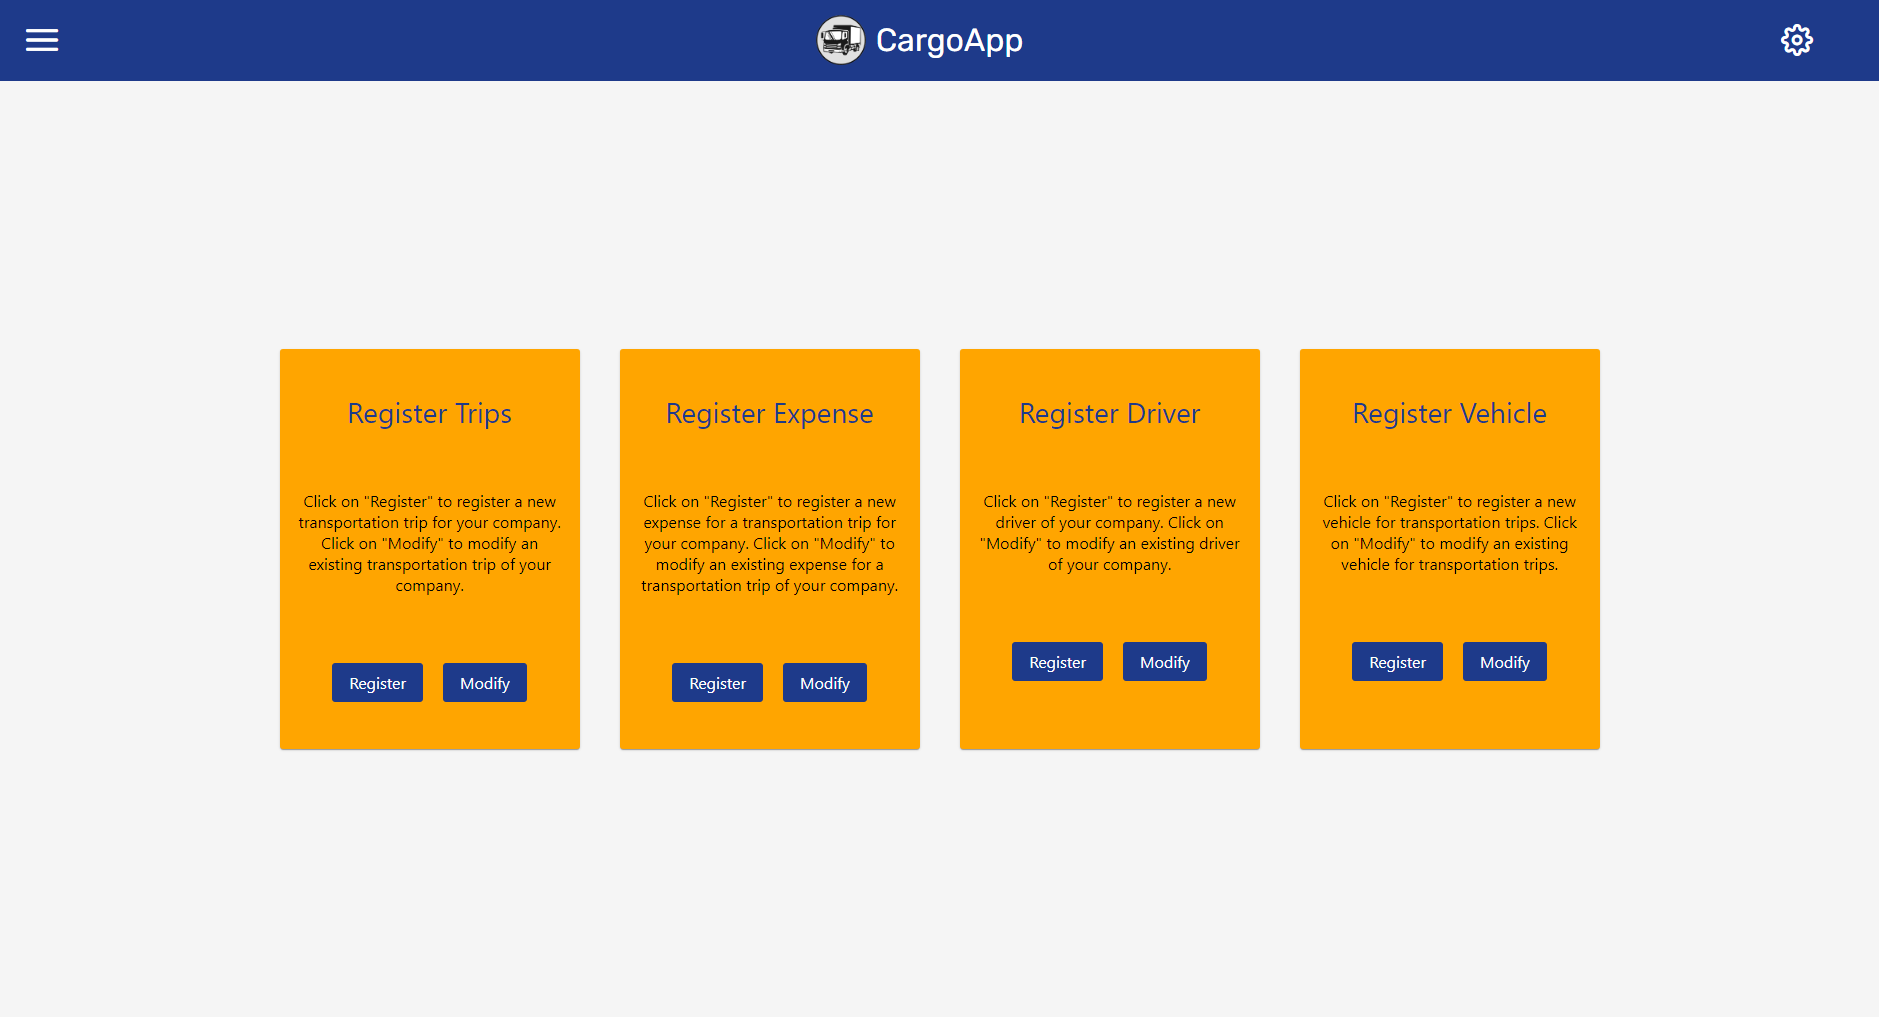 CargoApp
Register Trips
Click on "Register" to register a new
transportation trip for your company.
Click on "Modify" to modify an
existing transportation trip of your
company.
Register
Modify
Register Expense
Click on "Register" to register a new
expense for a transportation trip for
your company. Click on "Modify" to
modify an existing expense for a
transportation trip of your company.
Register
Modify
Register Driver
Click on "Register" to register a new
driver of your company. Click on
"Modify" to modify an existing driver
of your company.
Register
Modify
Register Vehicle
Click on "Register" to register a new
vehicle for transportation trips. Click
on "Modify" to modify an existing
vehicle for transportation trips.
Register
Modify